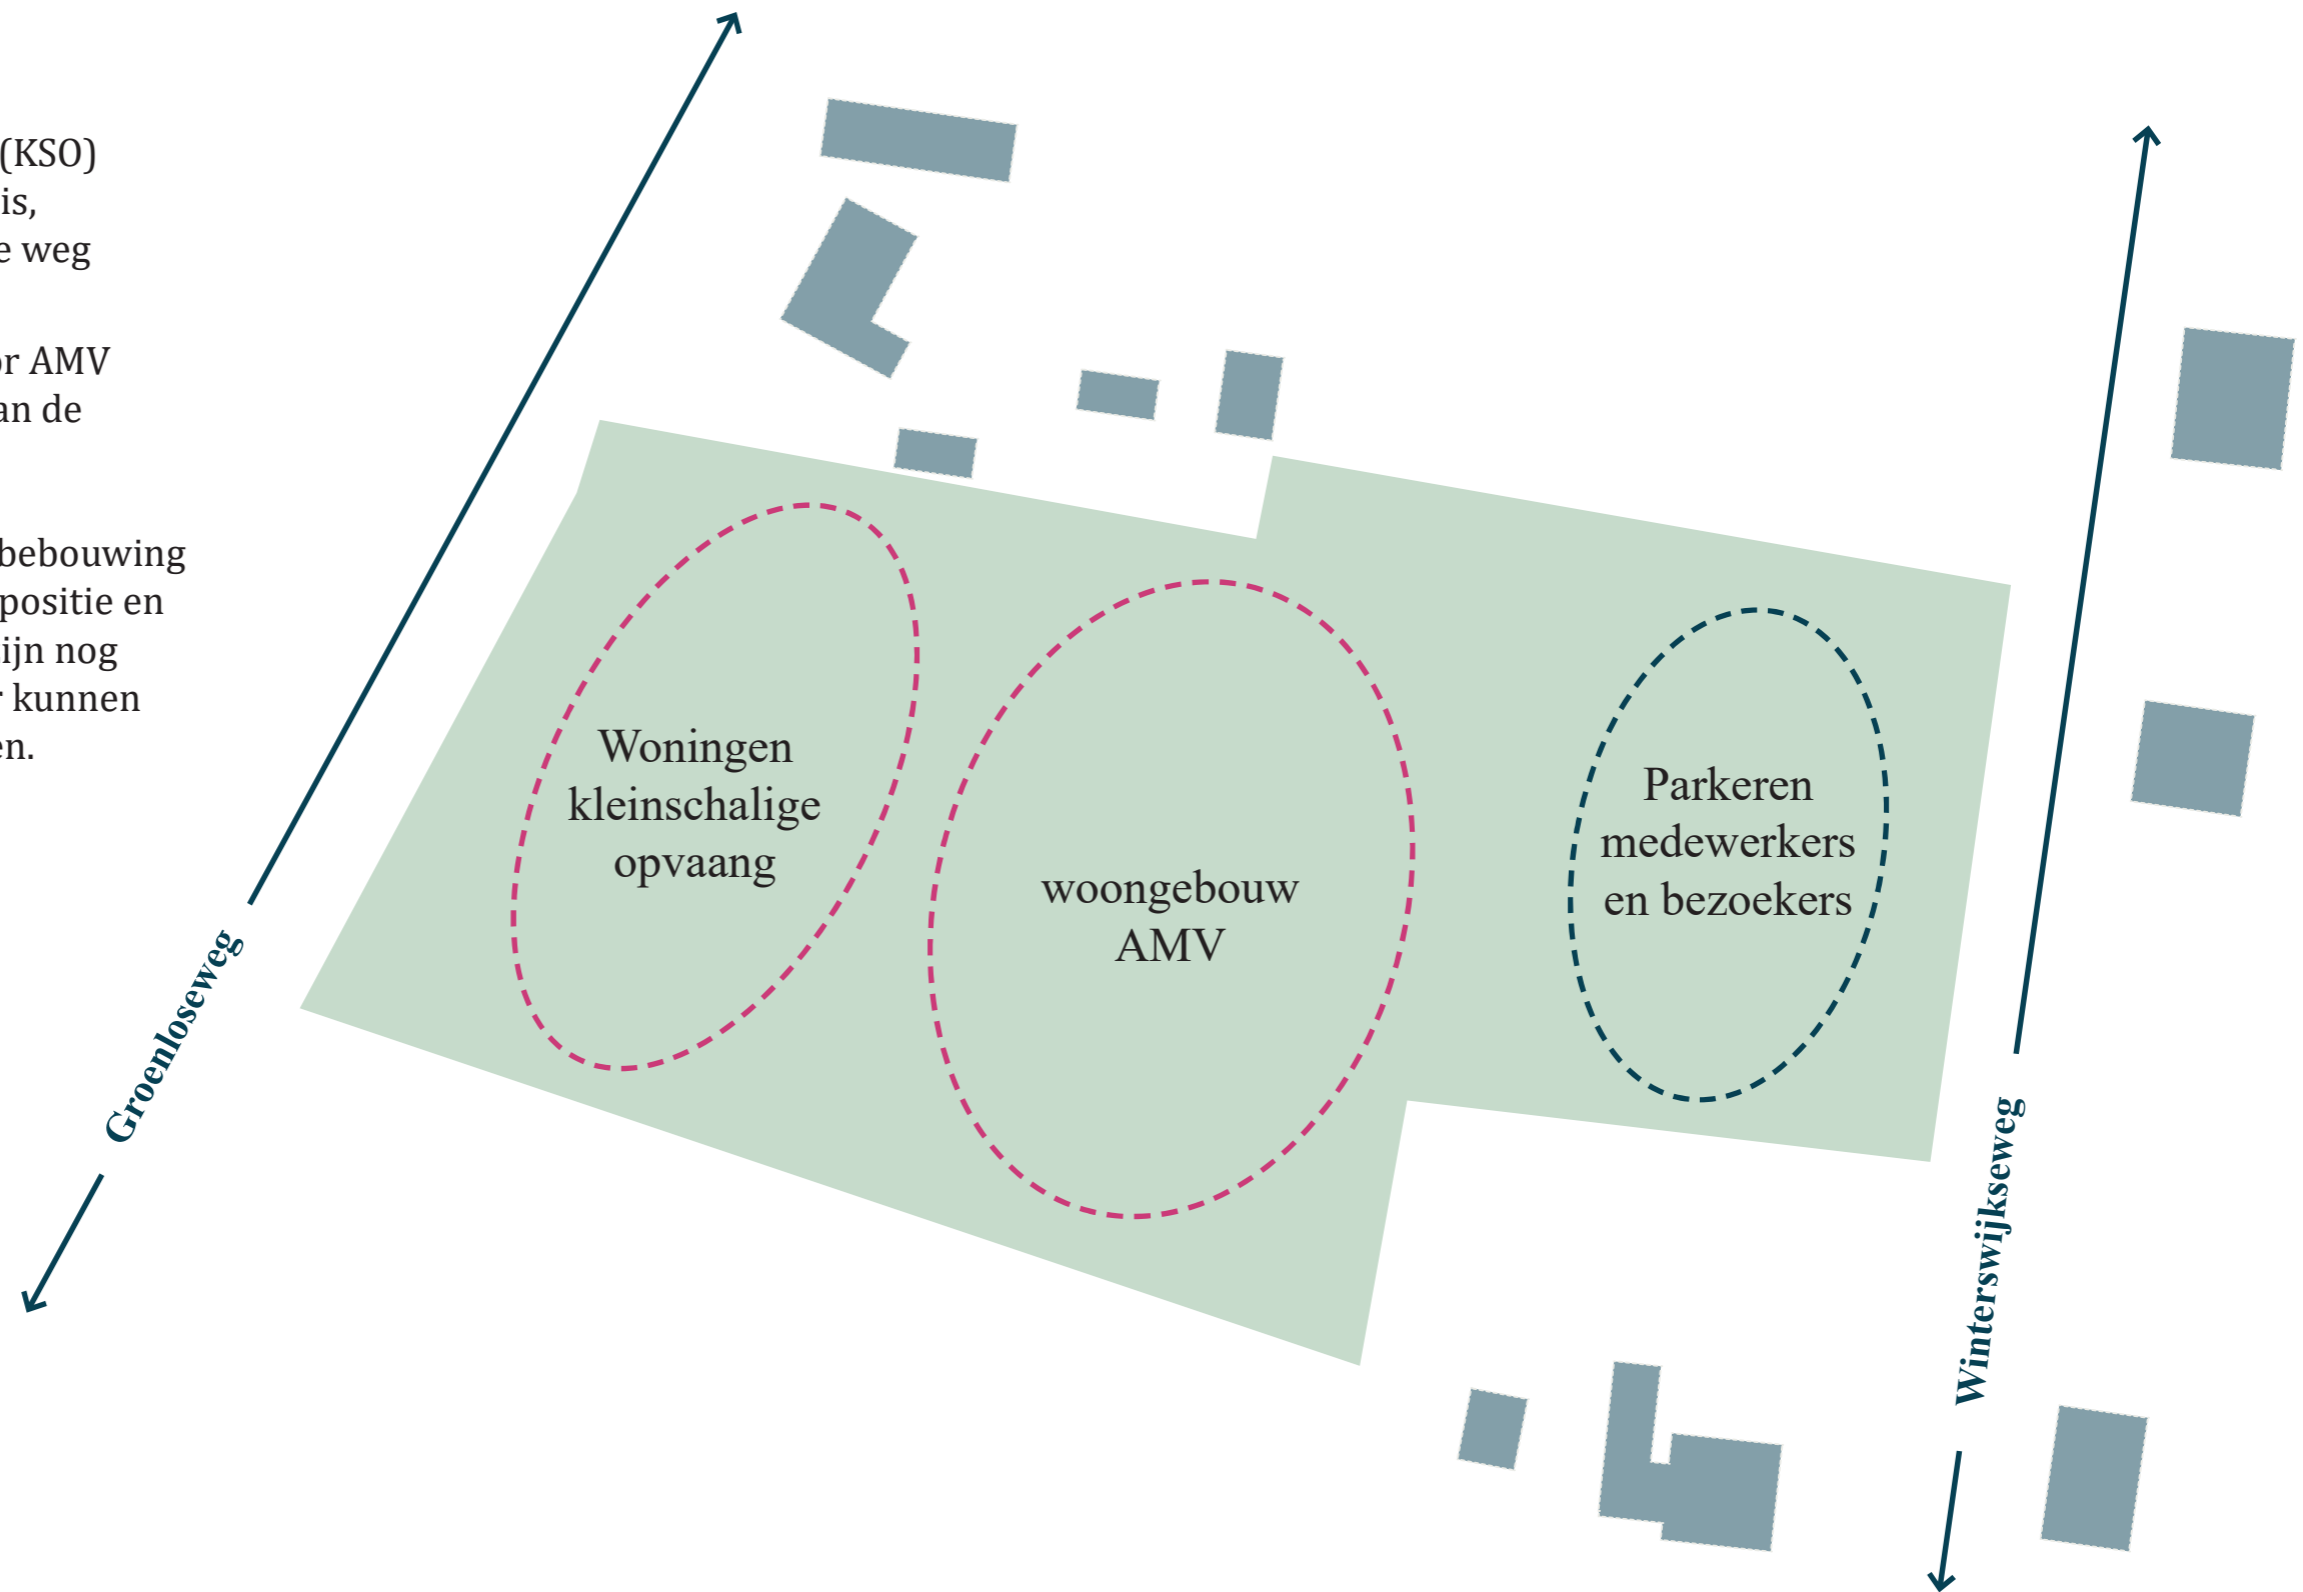 (KSO)
is,
e weg
or AMV
an de
bebouwing
positie en
ijn nog
r kunnen
en.
Woningen
kleinschalige
opvaang
woongebouw
AMV
Parkeren
medewerkers
en bezoekers
Groenloseweg
Winterswijkseweg